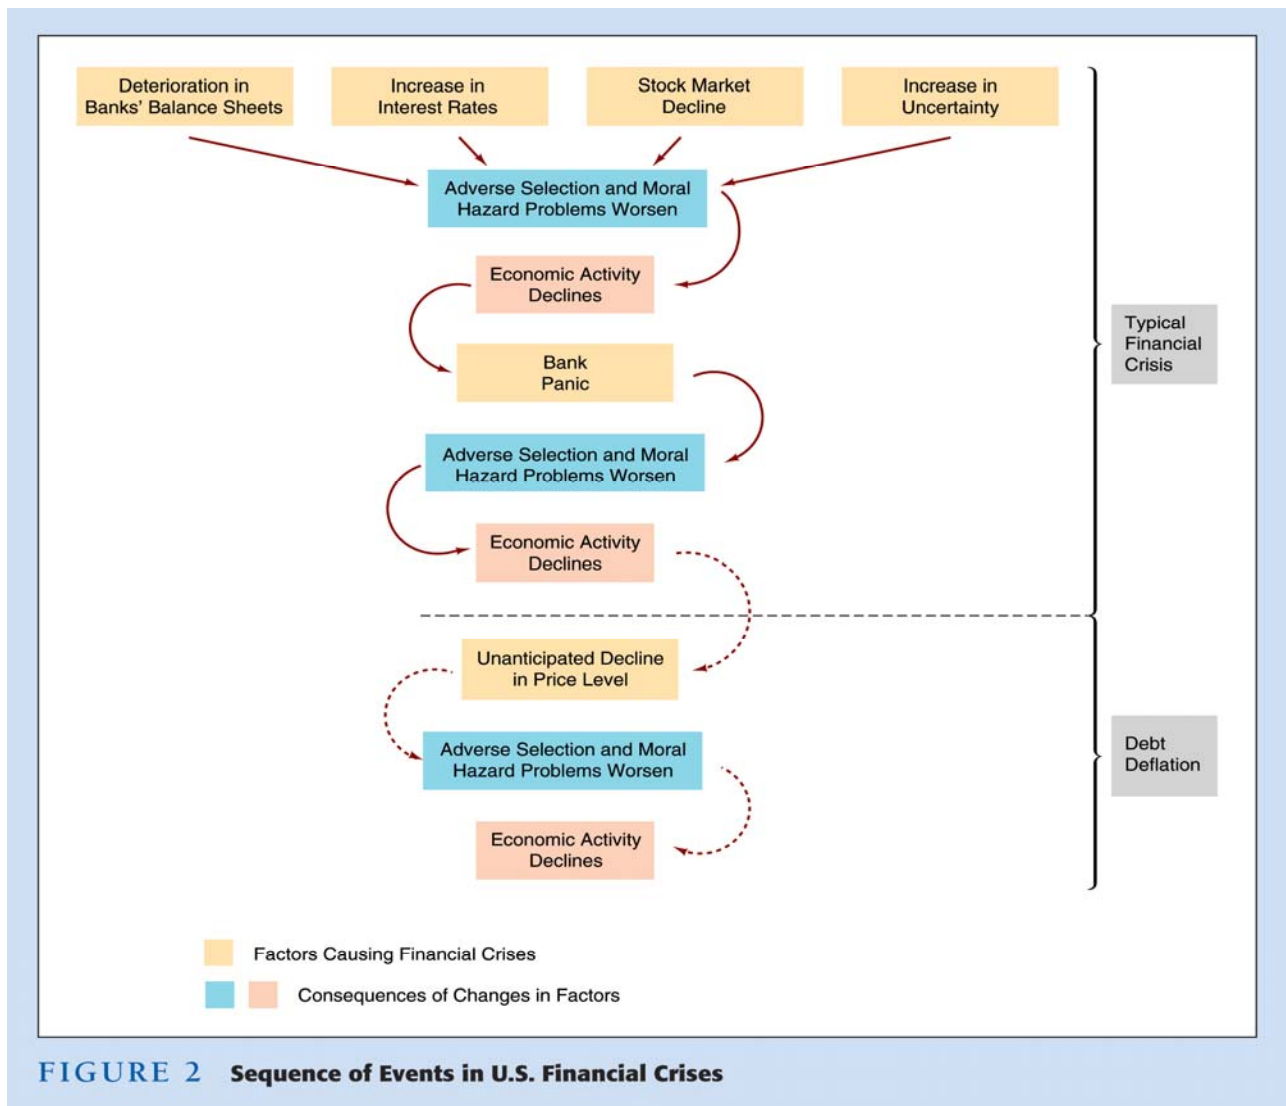 Deterioration in
Banks' Balance Sheets
Increase in
Interest Rates
Stock Market
Decline
Increase in
Uncertainty
Adverse Selection and Moral
Hazard Problems Worsen
Economic Activity
Declines
Bank
Panic
Adverse Selection and Moral
Hazard Problems Worsen
Economic Activity
Declines
Typical
Financial
Crisis
Unanticipated Decline
in Price Level
Adverse Selection and Moral
Hazard Problems Worsen
Economic Activity
Declines
Debt
Deflation
Factors Causing Financial Crises
Consequences of Changes in Factors
FIGURE 2 Sequence of Events in U.S. Financial Crises